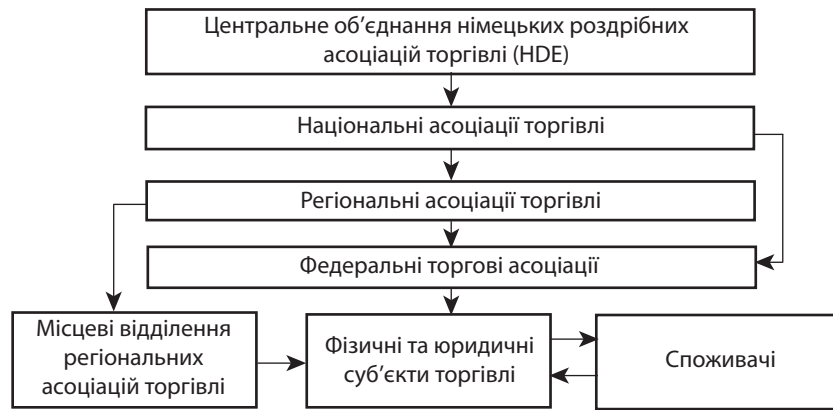 Центральне об’єднання німецьких роздрібних
асоціацій торгівлі (HDE)
Національні асоціації торгівлі
Регіональні асоціації торгівлі
Федеральні торгові асоціації
Місцеві відділення
регіональних
асоціацій торгівлі
Фізичні та юридичні
суб’єкти торгівлі
Споживачі